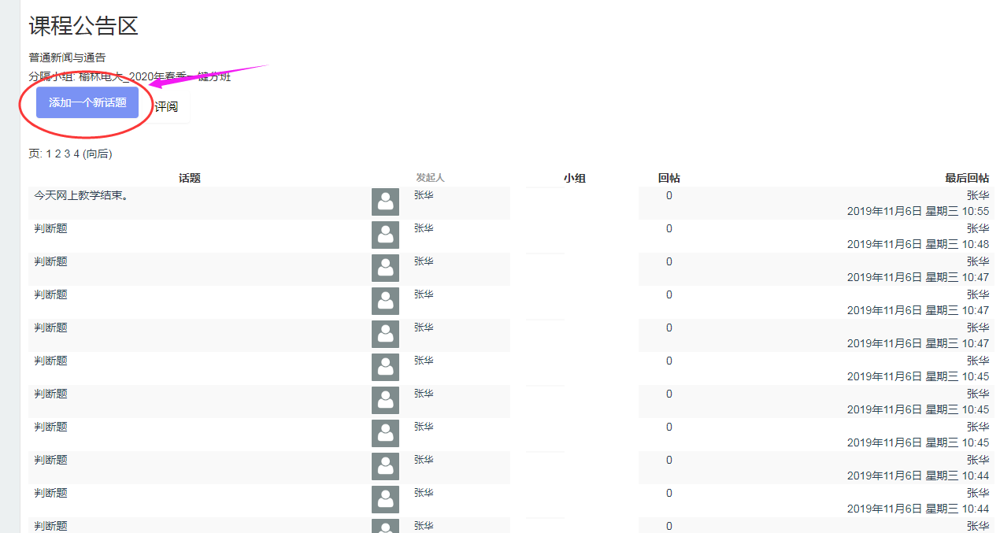 课程公告区
普通新闻与通告
分隔小组: 榆林电大_2020年春季一键分班
添加一个新话题 评阅
页: 1 2 3 4 (向后)
话题 发起人 小组 回帖 最后回帖
今天网上教学结束。 张华 0 张华
2019年11月6日 星期三 10:55
判断题 张华 0 张华
2019年11月6日 星期三 10:48
判断题 张华 0 张华
2019年11月6日 星期三 10:47
判断题 张华 0 张华
2019年11月6日 星期三 10:47
判断题 张华 0 张华
2019年11月6日 星期三 10:47
判断题 张华 0 张华
2019年11月6日 星期三 10:45
判断题 张华 0 张华
2019年11月6日 星期三 10:45
判断题 张华 0 张华
2019年11月6日 星期三 10:45
判断题 张华 0 张华
2019年11月6日 星期三 10:44
判断题 张华 0 张华
2019年11月6日 星期三 10:44
判断题 张华 0 张华